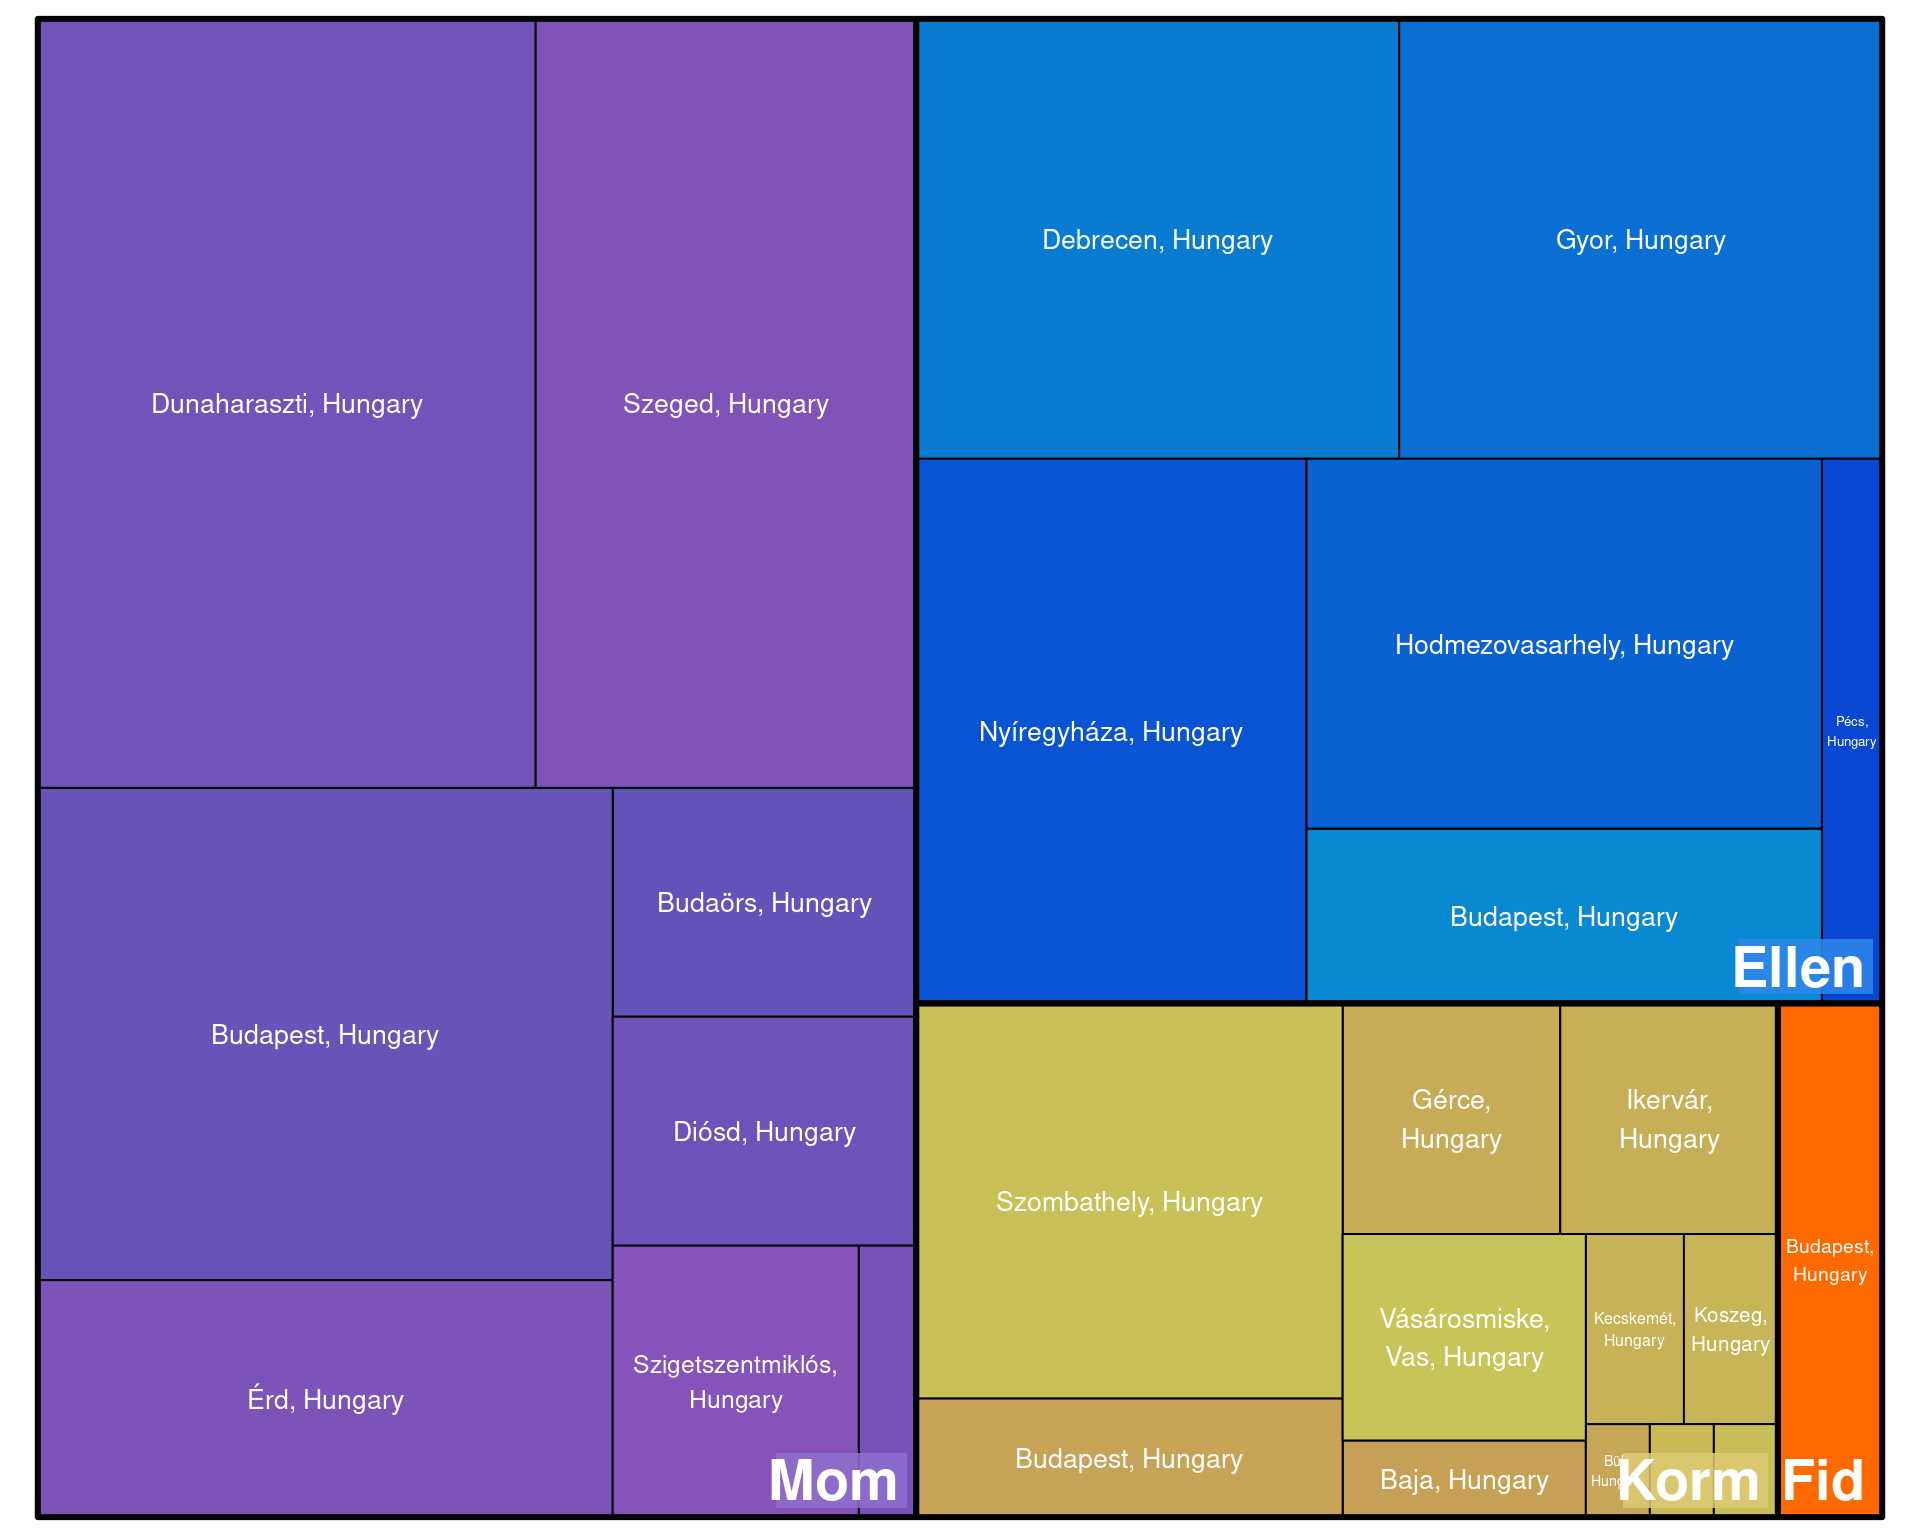 Dunaharaszti, Hungary
Szeged, Hungary
Budapest, Hungary
Budaörs, Hungary
Diósd, Hungary
Érd, Hungary
Szigetszentmiklós,
Hungary
Mom
Debrecen, Hungary
Gyor, Hungary
Nyíregyháza, Hungary
Hodmezovasarhely, Hungary
Pécs,
Hungary
Budapest, Hungary
Ellen
Szombathely, Hungary
Gérce,
Hungary
Ikervár,
Hungary
Vásárosmiske,
Vas, Hungary
Kecskemét,
Hungary
Koszeg,
Hungary
Budapest, Hungary
Baja, Hungary
Korm
Budapest,
Hungary
Fid